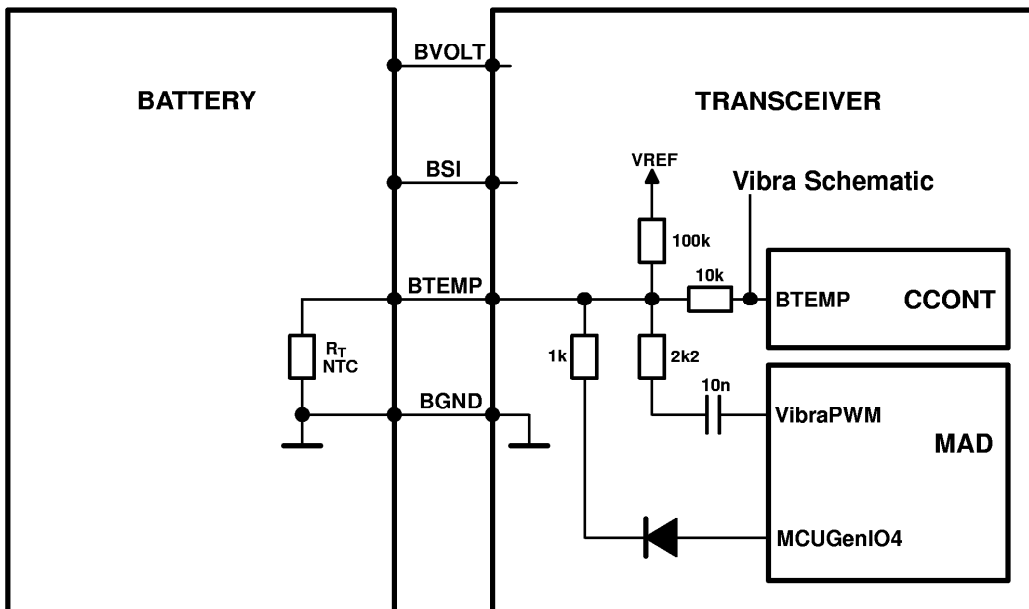 BVOLT
BATTERY
TRANSCEIVER
BSI
VREF
Vibra Schematic
100k
BTEMP
10k
BTEMP
CCONT
RT
NTC
1k
2k2
10n
BGND
VibraPWM
MAD
MCUGenIO4